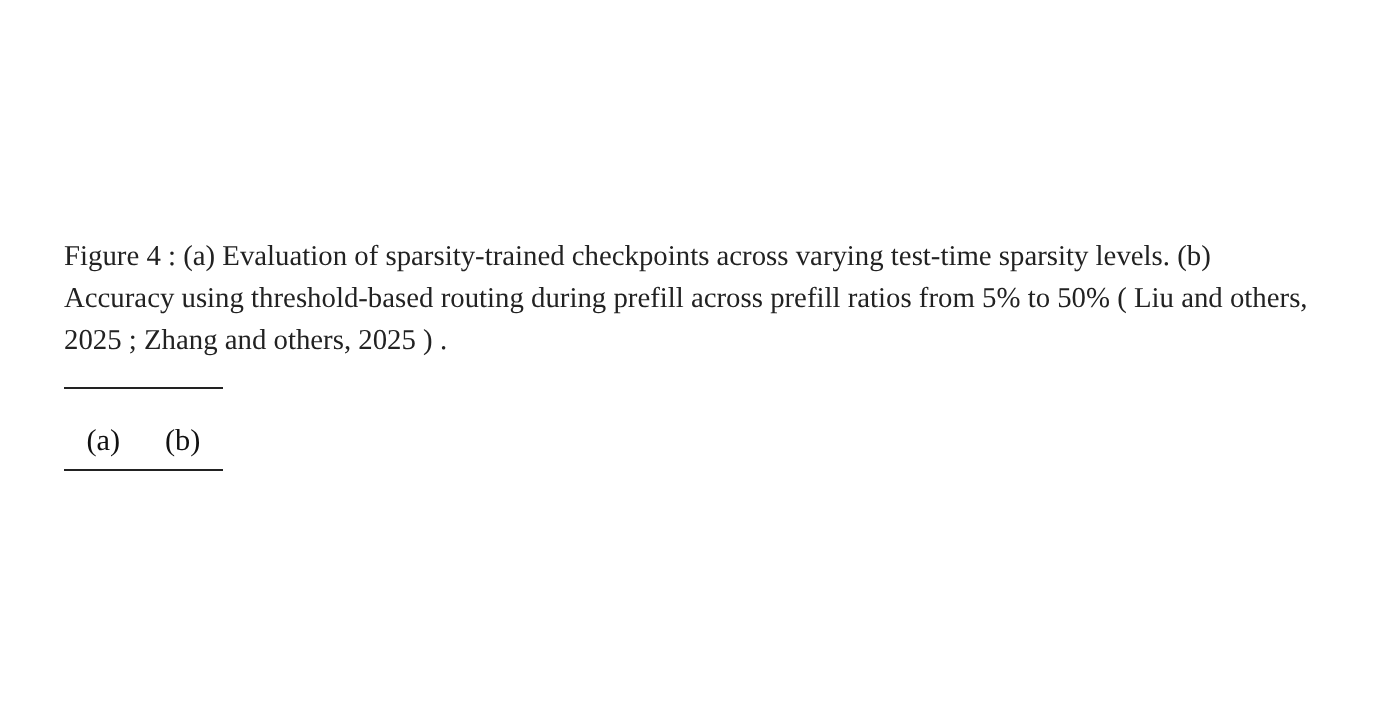 Figure 4 : (a) Evaluation of sparsity-trained checkpoints across varying test-time sparsity levels. (b)
Accuracy using threshold-based routing during prefill across prefill ratios from 5% to 50% ( Liu and others,
2025 ; Zhang and others, 2025 ) .
(a) (b)